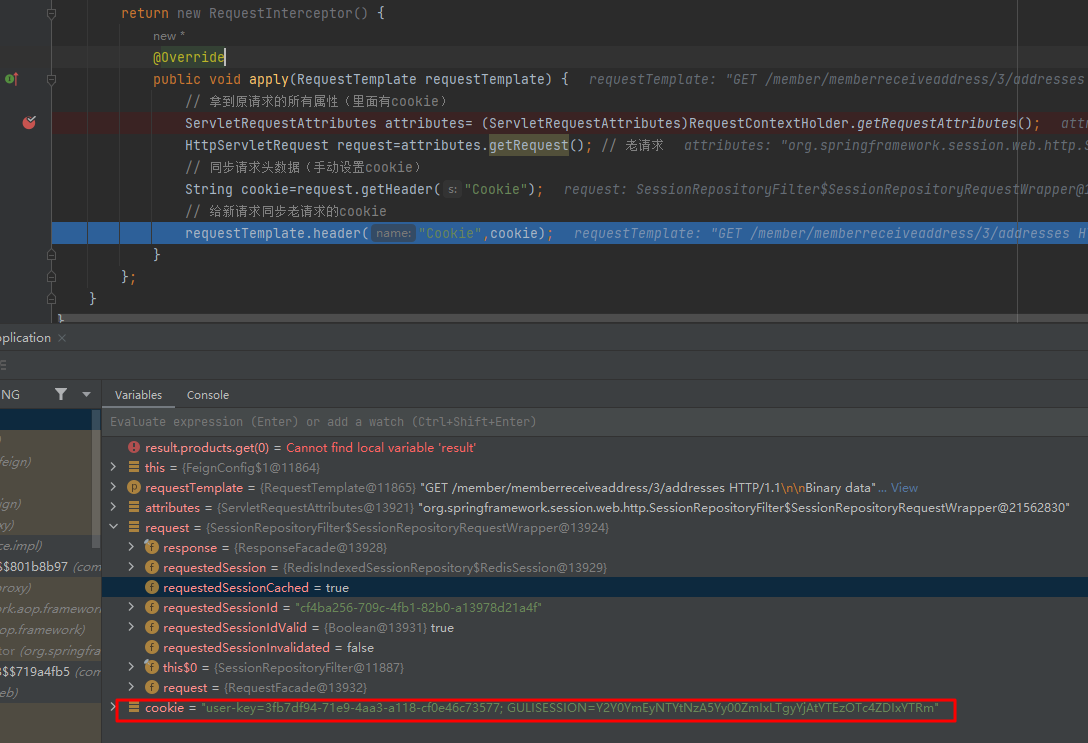 return new RequestInterceptor() {
new *
@Override
public void apply(RequestTemplate requestTemplate) { requestTemplate: "GET /member/memberreceiveaddress/3/addresses
// 拿到原请求的所有属性（里面有cookie）
ServletRequestAttributes attributes= (ServletRequestAttributes)RequestContextHolder.getRequestAttributes(); att
HttpServletRequest request=attributes.getRequest(); // 老请求 attributes: "org.springframework.session.web.http.S
// 同步请求头数据（手动设置cookie）
String cookie=request.getHeader( s: "Cookie"); request: SessionRepositoryFilter$SessionRepositoryRequestWrapper@1
// 给新请求同步老请求的cookie
requestTemplate.header( name: "Cookie",cookie); requestTemplate: "GET /member/memberreceiveaddress/3/addresses H
}
};
}
}
pplication ×
NG
Variables Console
Evaluate expression (Enter) or add a watch (Ctrl+Shift+Enter)
result.products.get(0) = Cannot find local variable 'result'
this = {FeignConfig$1@11864}
feign)
requestTemplate = {RequestTemplate@11865} "GET /member/memberreceiveaddress/3/addresses HTTP/1.1\n\nBinary data"... View
ign)
attributes = {ServletRequestAttributes@13921} "org.springframework.session.web.http.SessionRepositoryFilter$SessionRepositoryRequestWrapper@21562830"
xy)
request = {SessionRepositoryFilter$SessionRepositoryRequestWrapper@13924}
ce.impl)
response = {ResponseFacade@13928}
$$801b8b97 (com
requestedSession = {RedisIndexedSessionRepository$RedisSession@13929}
proxy)
requestedSessionCached = true
rk.aop.framewor
requestedSessionId = "cf4ba256-709c-4fb1-82b0-a13978d21a4f"
op.framework)
requestedSessionIdValid = {Boolean@13931} true
tor (org.springfra
requestedSessionInvalidated = false
$$719a4fb5 (com
this$0 = {SessionRepositoryFilter@11887}
eb)
request = {RequestFacade@13932}
cookie = "user-key=3fb7df94-71e9-4aa3-a118-cf0e46c73577; GULISESSION=Y2Y0YmEyNTYtNzA5Yy00ZmIxLTgyYjAtYTEzOTc4ZDIxYTRm"